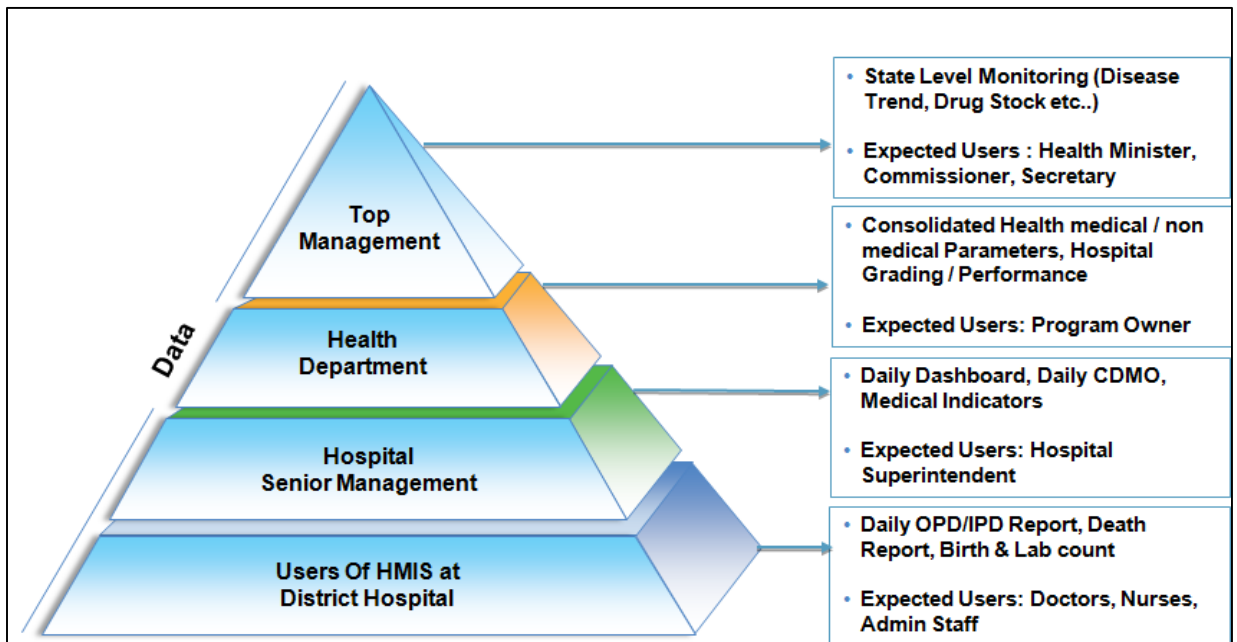 Data
Top
Management
Health
Department
Hospital
Senior Management
Users Of HMIS at
District Hospital
• State Level Monitoring (Disease
Trend, Drug Stock etc..)
• Expected Users : Health Minister,
Commissioner, Secretary
• Consolidated Health medical / non
medical Parameters, Hospital
Grading / Performance
• Expected Users: Program Owner
• Daily Dashboard, Daily CDMO,
Medical Indicators
• Expected Users: Hospital
Superintendent
• Daily OPD/IPD Report, Death
Report, Birth & Lab count
• Expected Users: Doctors, Nurses,
Admin Staff